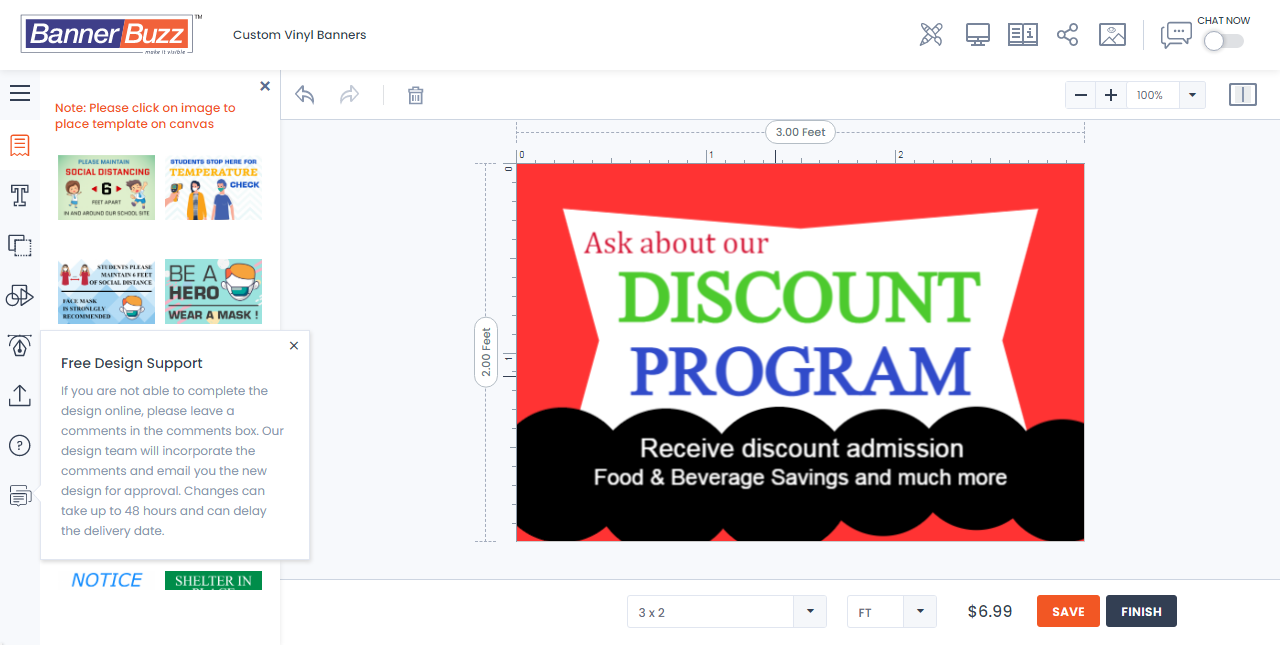 BannerBuzz
TM
make it visible
Custom Vinyl Banners
CHAT NOW
Note: Please click on image to
place template on canvas
100%
3.00 Feet
2.00 Feet
0
1
2
0
1
PLEASE MAINTAIN
SOCIAL DISTANCING
6
FEET APART
IN AND AROUND OUR SCHOOL SITE
STUDENTS STOP HERE FOR
TEMPERATURE
CHECK
STUDENTS PLEASE
MAINTAIN 6 FEET
OF SOCIAL DISTANCE
FACE MASK
IS STRONLGLY
RECOMMENDED
BE A
HERO
WEAR A MASK !
Free Design Support
If you are not able to complete the
design online, please leave a
comments in the comments box. Our
design team will incorporate the
comments and email you the new
design for approval. Changes can
take up to 48 hours and can delay
the delivery date.
NOTICE
SHELTER IN
PLACE
Ask about our
DISCOUNT
PROGRAM
Receive discount admission
Food & Beverage Savings and much more
3 x 2
FT
$6.99
SAVE
FINISH